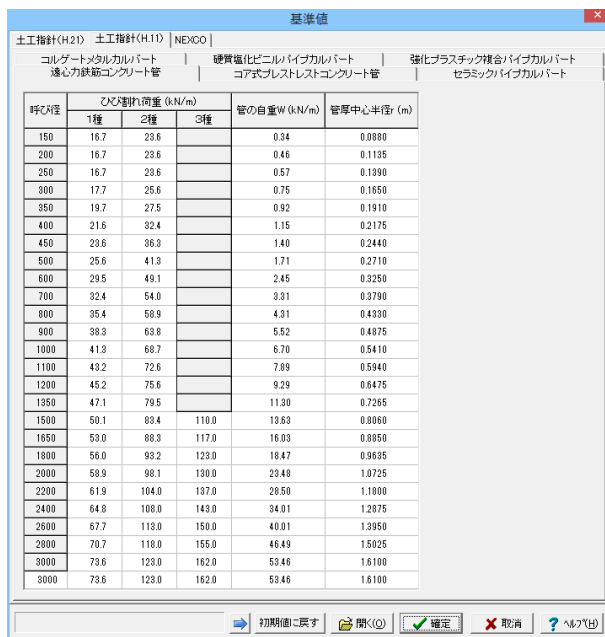 基準値
土工指針(H.21) 土工指針(H.11) NEXCO
コルゲートメタルカルバート 硬質塩化ビニルパイプカルバート 強化プラスチック複合パイプカルバート
遠心力鉄筋コンクリート管 コア式プレストレストコンクリート管 セラミックパイプカルバート
呼び径 ひび割れ荷重 (kN/m) 管の自重W (kN/m) 管厚中心半径r (m)
1種 2種 3種
150 16.7 23.6 0.34 0.0880
200 16.7 23.6 0.46 0.1135
250 16.7 23.6 0.57 0.1390
300 17.7 25.6 0.75 0.1650
350 19.7 27.5 0.92 0.1910
400 21.6 32.4 1.15 0.2175
450 23.6 36.3 1.40 0.2440
500 25.6 41.3 1.71 0.2710
600 29.5 49.1 2.45 0.3250
700 32.4 54.0 3.31 0.3790
800 35.4 58.9 4.31 0.4330
900 38.3 63.8 5.52 0.4875
1000 41.3 68.7 6.70 0.5410
1100 43.2 72.6 7.89 0.5940
1200 45.2 75.6 9.29 0.6475
1350 47.1 79.5 11.30 0.7265
1500 50.1 83.4 110.0 13.63 0.8060
1650 53.0 88.3 117.0 16.03 0.8850
1800 56.0 93.2 123.0 18.47 0.9635
2000 58.9 98.1 130.0 23.48 1.0725
2200 61.9 104.0 137.0 28.50 1.1800
2400 64.8 108.0 143.0 34.01 1.2875
2600 67.7 113.0 150.0 40.01 1.3950
2800 70.7 118.0 155.0 46.49 1.5025
3000 73.6 123.0 162.0 53.46 1.6100
3000 73.6 123.0 162.0 53.46 1.6100
初期値に戻す 開く(O) 確定 取消 ? ヘルプ(H)